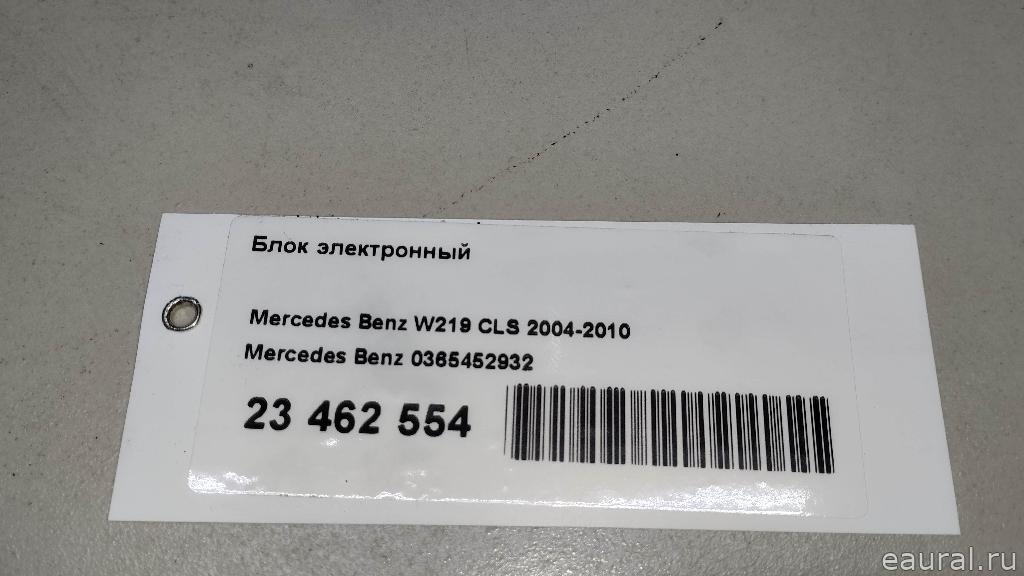 Блок электронный
Mercedes Benz W219 CLS 2004-2010
Mercedes Benz 0365452932
23 462 554
eaural.ru